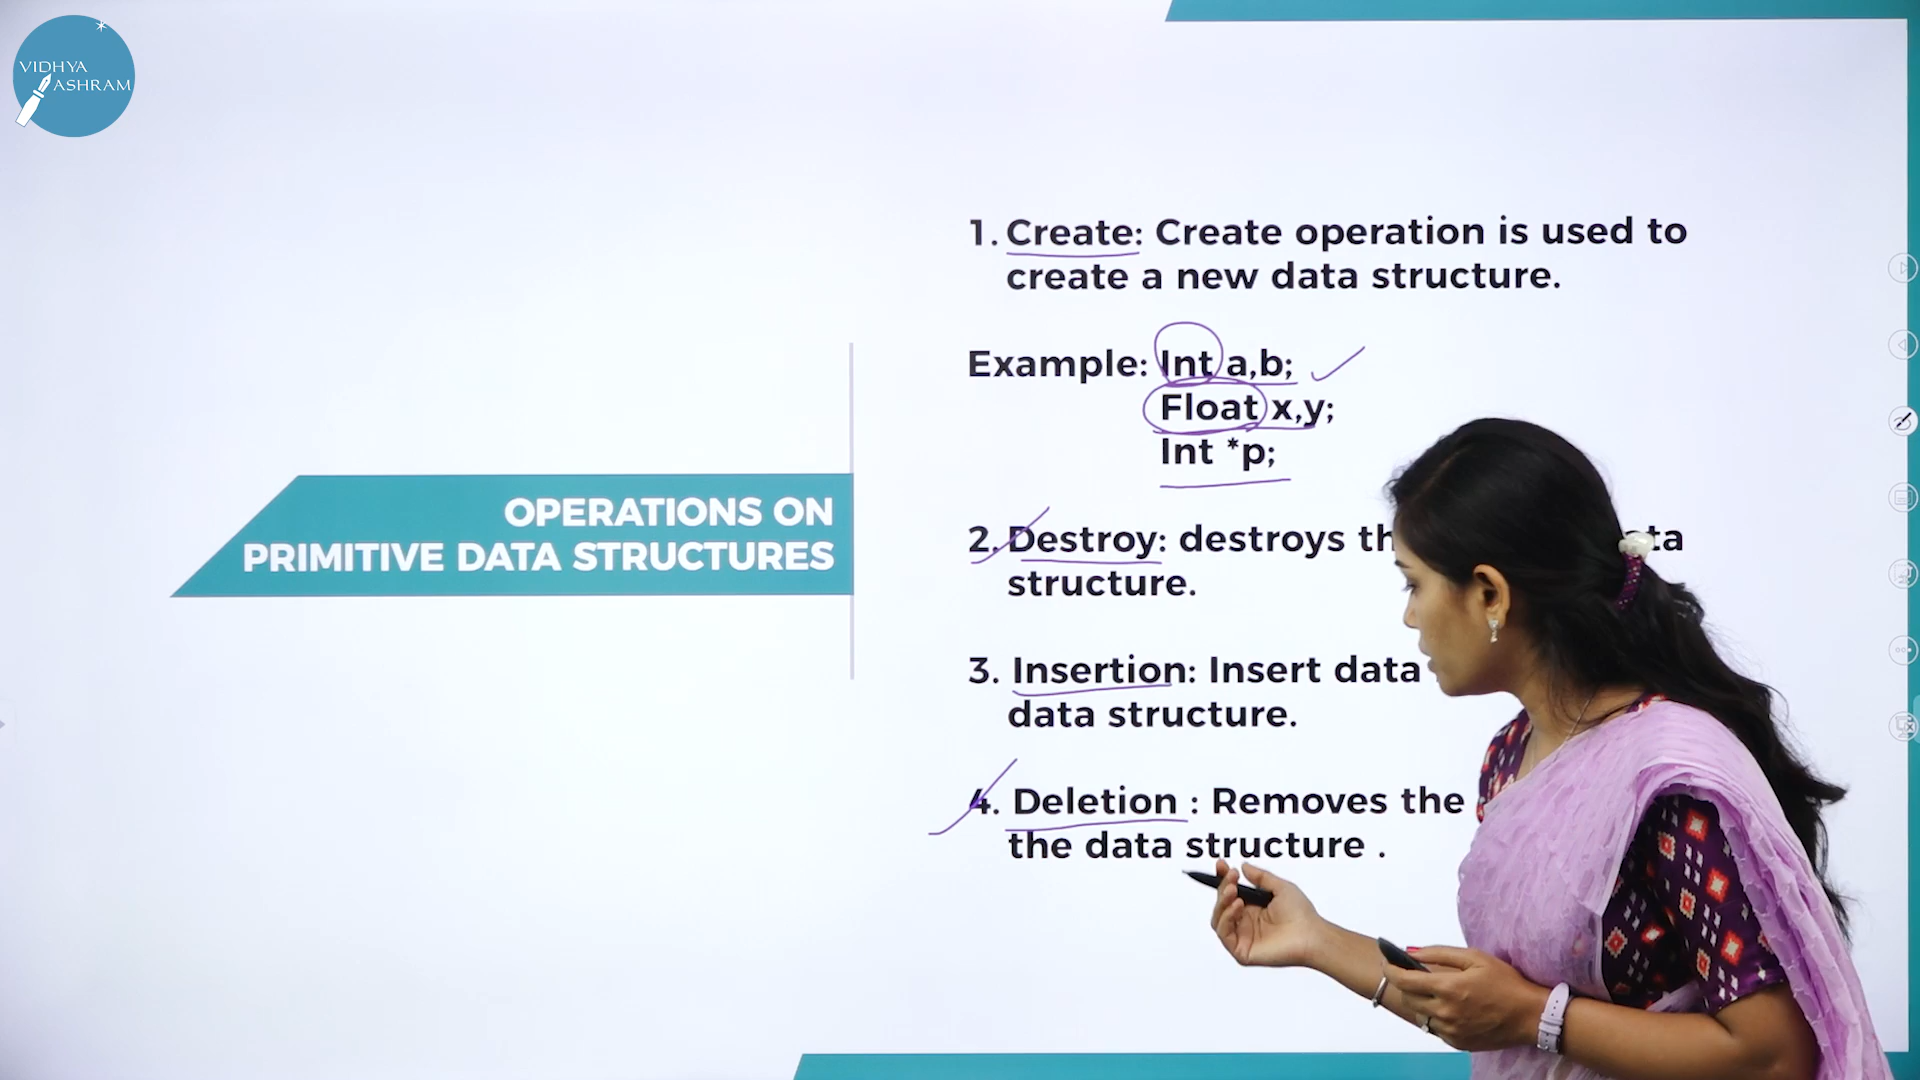 VIDHYA
ASHRAM
1. Create: Create operation is used to
create a new data structure.
Example: Int a,b;
Float x,y;
Int *p;
OPERATIONS ON
PRIMITIVE DATA STRUCTURES
2. Destroy: destroys
structure.
3. Insertion: Insert data
data structure.
4. Deletion : Removes the
the data structure .